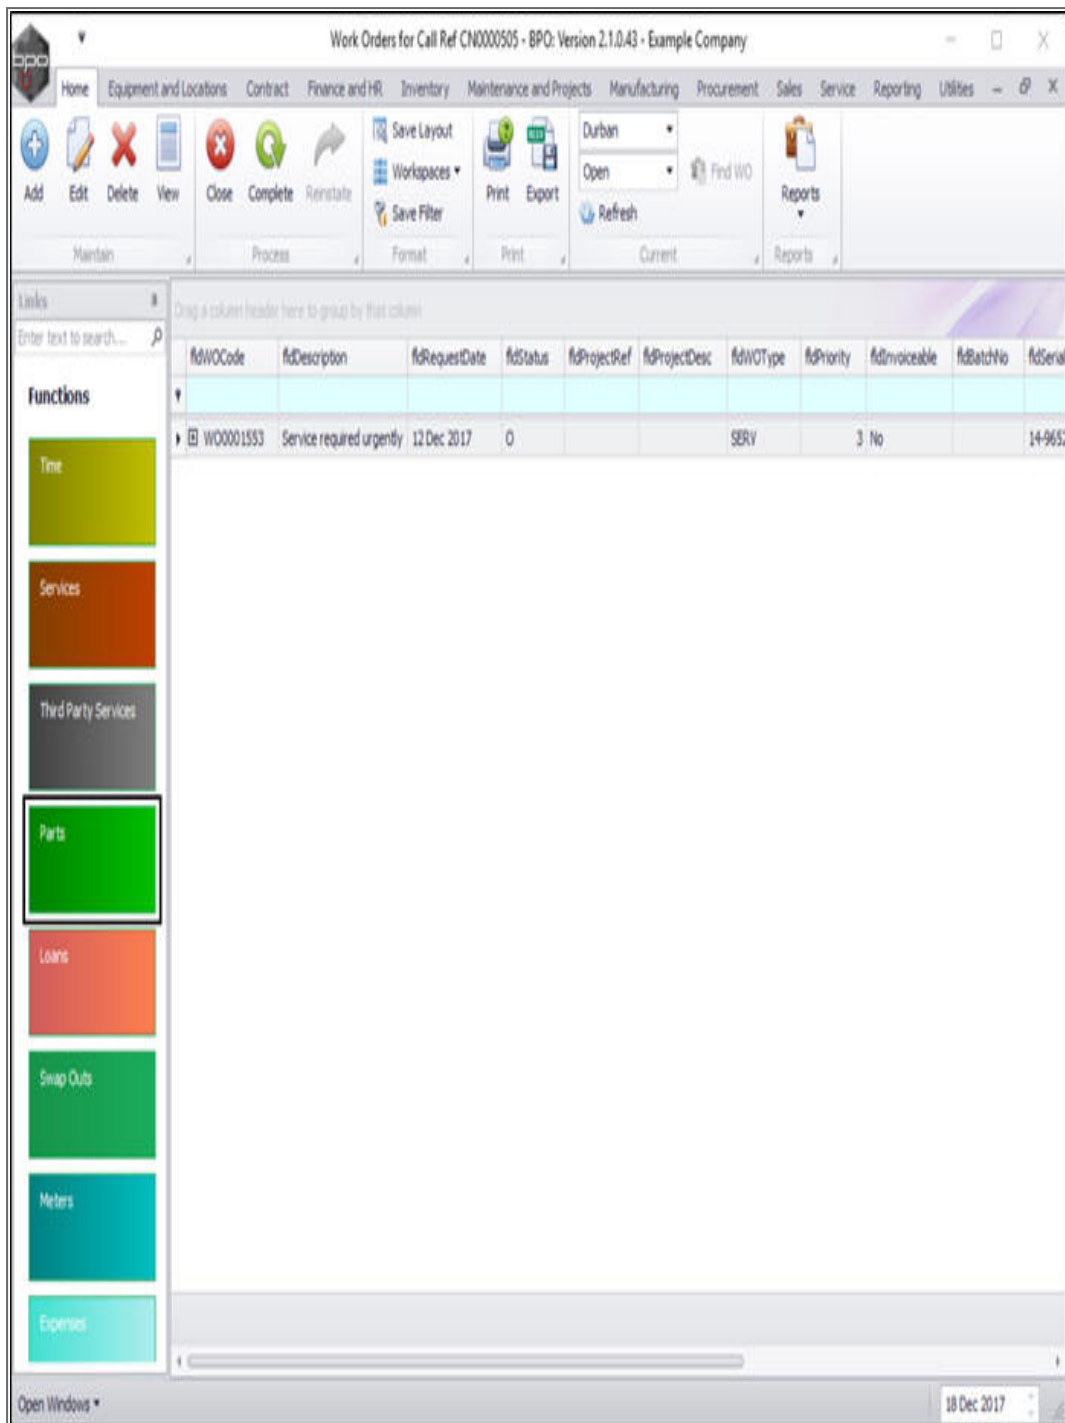 bpo
Work Orders for Call Ref CN0000505 - BPO: Version 2.1.0.43 - Example Company
Home Equipment and Locations Contract Finance and HR Inventory Maintenance and Projects Manufacturing Procurement Sales Service Reporting Utilities
Add Edit Delete View Close Complete Reinstate Save Layout Workspaces Save Filter Print Export Durban Open Refresh Find WO Reports
Maintain Process Format Print Current Reports
Links
Enter text to search...
Drag a column header here to group by that column
fldWOCode fldDescription fldRequestDate fldStatus fldProjectRef fldProjectDesc fldWOType fldPriority fldInvoiceable fldBatchNo fldSerial
WO0001553 Service required urgently 12 Dec 2017 O SERV 3 No 14-9652
Functions
Time
Services
Third Party Services
Parts
Loans
Swap Outs
Meters
Expenses
Open Windows
18 Dec 2017